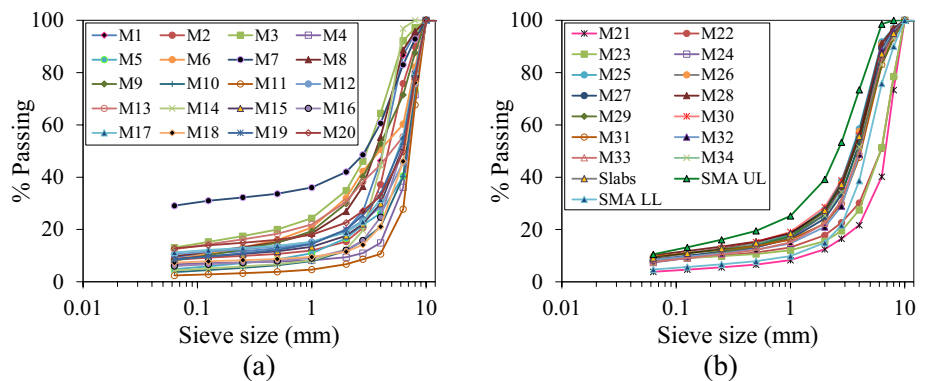 % Passing
100
80
60
40
20
0
M1 M2 M3 M4
M5 M6 M7 M8
M9 M10 M11 M12
M13 M14 M15 M16
M17 M18 M19 M20
0.01 0.1 1 10
Sieve size (mm)
(a)
% Passing
100
80
60
40
20
0
M21 M22
M23 M24
M25 M26
M27 M28
M29 M30
M31 M32
M33 M34
Slabs SMA UL
SMA LL
0.01 0.1 1 10
Sieve size (mm)
(b)